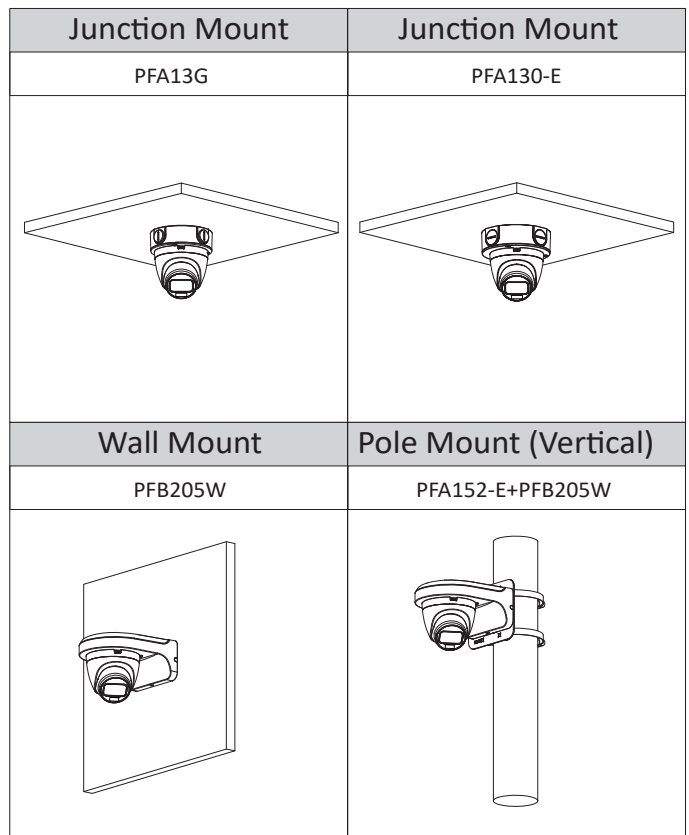 Junction Mount
Junction Mount
PFA13G
PFA130-E
Wall Mount
Pole Mount (Vertical)
PFB205W
PFA152-E+PFB205W